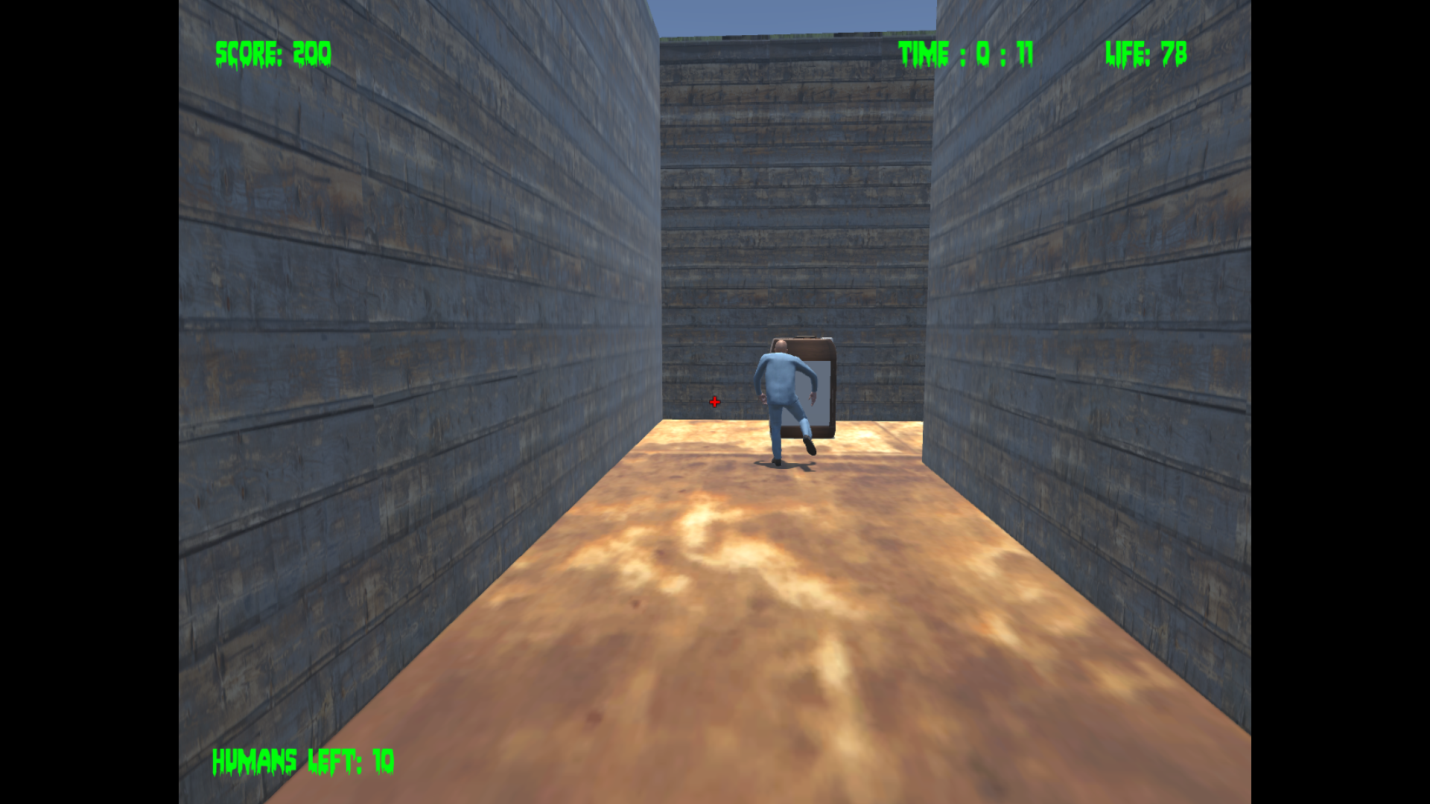 SCORE: 200
TIME : 0 : 11
LIFE: 78
HUMANS LEFT: 10